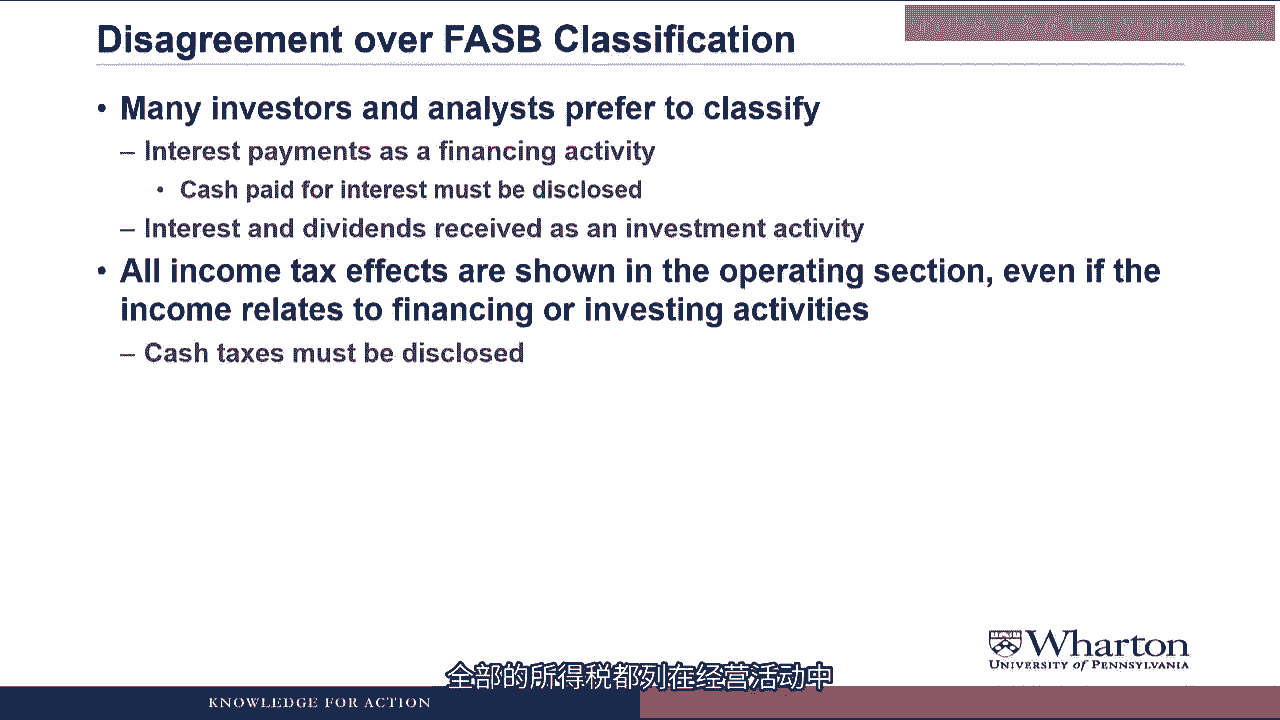 Disagreement over FASB Classification
• Many investors and analysts prefer to classify
– Interest payments as a financing activity
• Cash paid for interest must be disclosed
– Interest and dividends received as an investment activity
• All income tax effects are shown in the operating section, even if the
income relates to financing or investing activities
– Cash taxes must be disclosed
Wharton
UNIVERSITY of PENNSYLVANIA
全部的所得税都列在经营活动中
KNOWLEDGE FOR ACTION